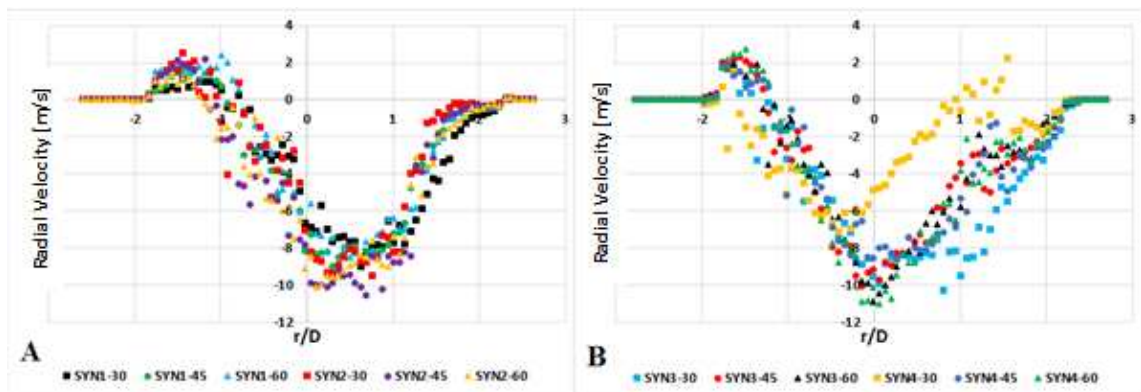 4
2
0
-2
-1
0
1
2
3
-2
-4
-6
-8
-10
-12
Radial Velocity [m/s]
r/D
A
SYN1-30
SYN1-45
SYN1-60
SYN2-30
SYN2-45
SYN2-60
4
2
0
-2
0
1
2
3
-2
-4
-6
-8
-10
-12
Radial Velocity [m/s]
r/D
B
SYN3-30
SYN3-45
SYN3-60
SYN4-30
SYN4-45
SYN4-60